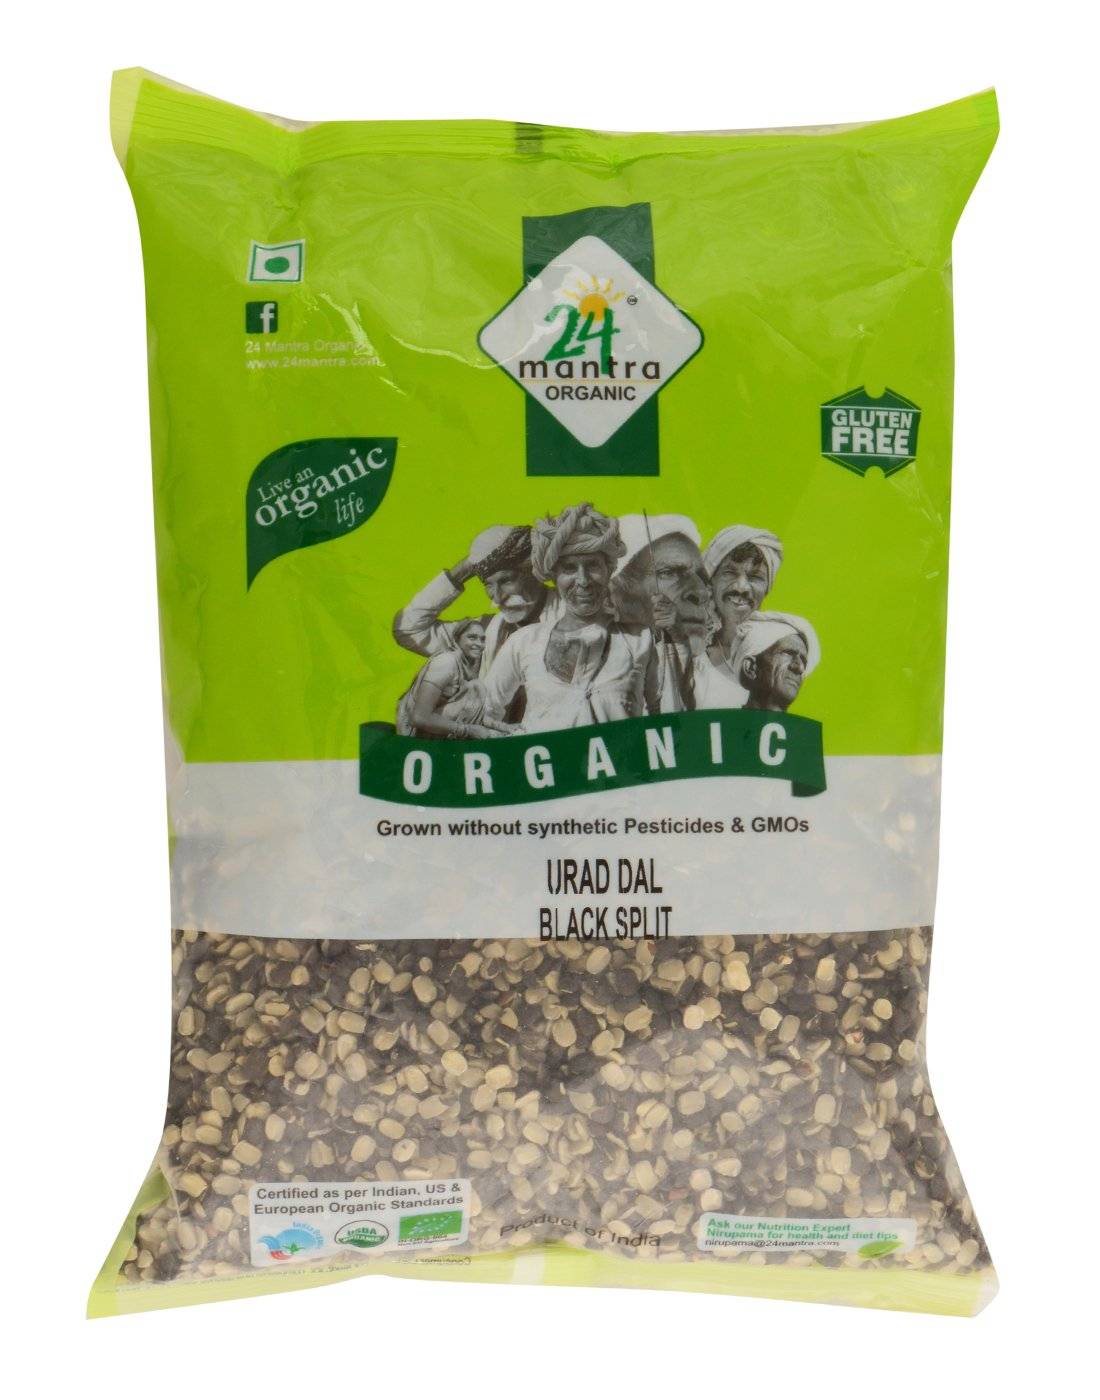 24
mantra
ORGANIC
f
24 Mantra Organic
www.24mantra.com
GLUTEN
FREE
Live an
organic
life
ORGANIC
Grown without synthetic Pesticides & GMOs
URAD DAL
BLACK SPLIT
Certified as per Indian, US &
European Organic Standards
USDA
ORGANIC
Product of India
Ask our Nutrition Expert
Nirupama for health and diet tips
nirupama@24mantra.com